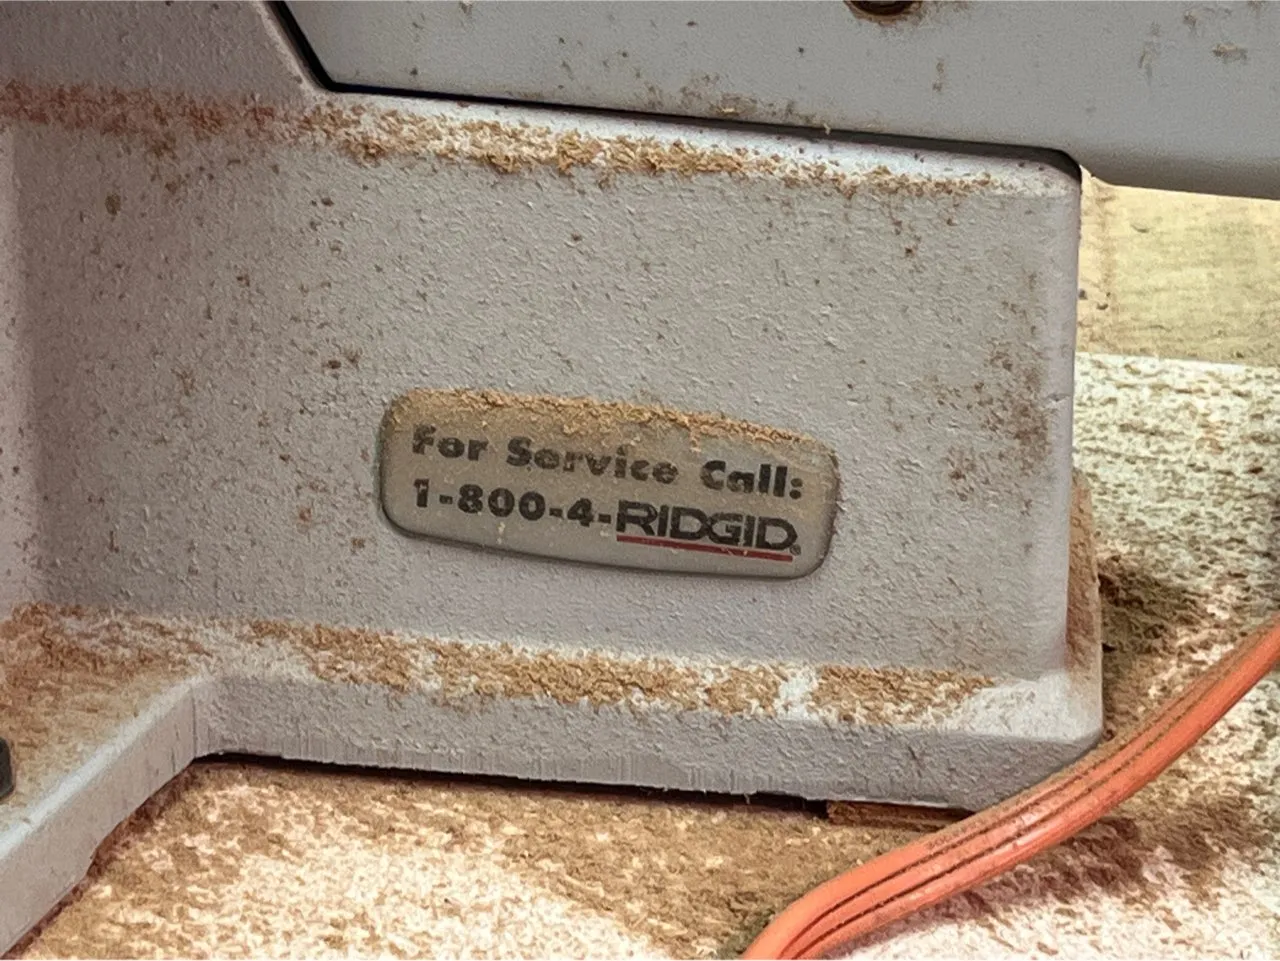 For Service Call:
1-800-4-RIDGID®